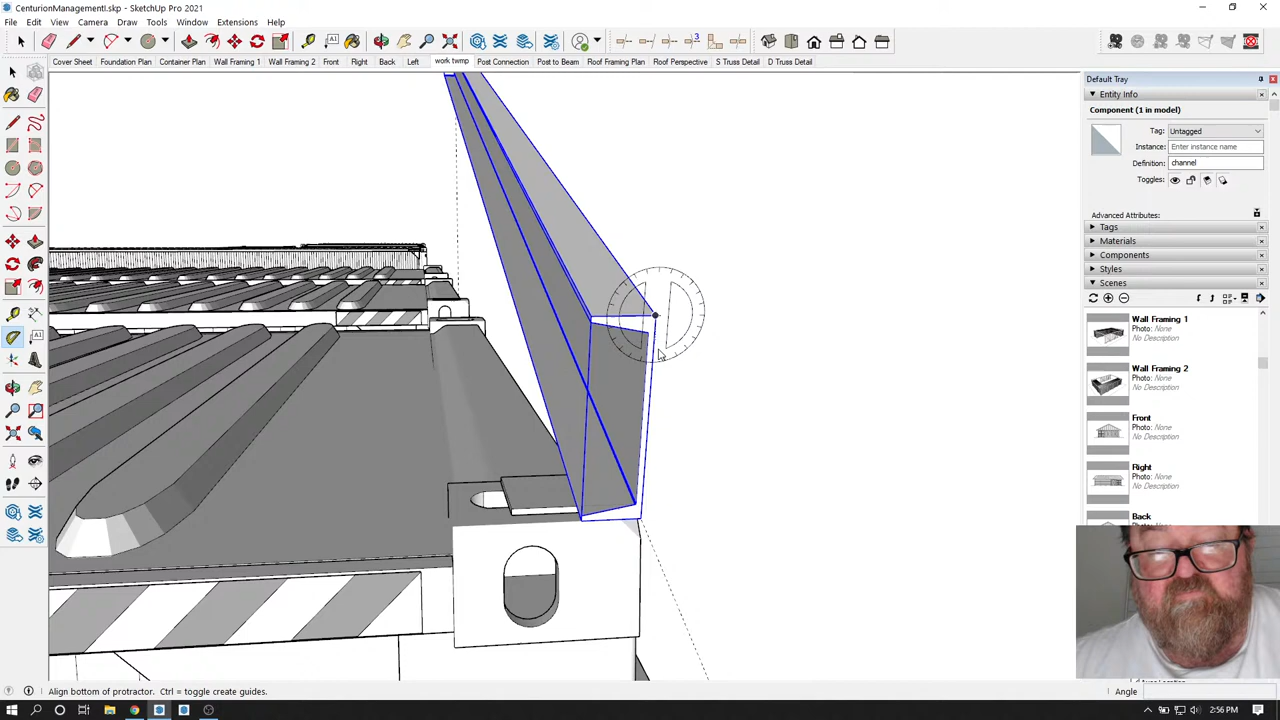 CenturionManagementI.skp - SketchUp Pro 2021
File Edit View Camera Draw Tools Window Extensions Help
Cover Sheet Foundation Plan Container Plan Wall Framing 1 Wall Framing 2 Front Right Back Left work twmp Post Connection Post to Beam Roof Framing Plan Roof Perspective S Truss Detail D Truss Detail
Default Tray
Entity Info
Component (1 in model)
Tag: Untagged
Instance: Enter instance name
Definition: channel
Toggles:
Advanced Attributes:
Tags
Materials
Components
Styles
Scenes
Wall Framing 1
Photo: None
No Description
Wall Framing 2
Photo: None
No Description
Front
Photo: None
No Description
Right
Photo: None
No Description
Back
Align bottom of protractor. Ctrl = toggle create guides.
Angle
2:56 PM